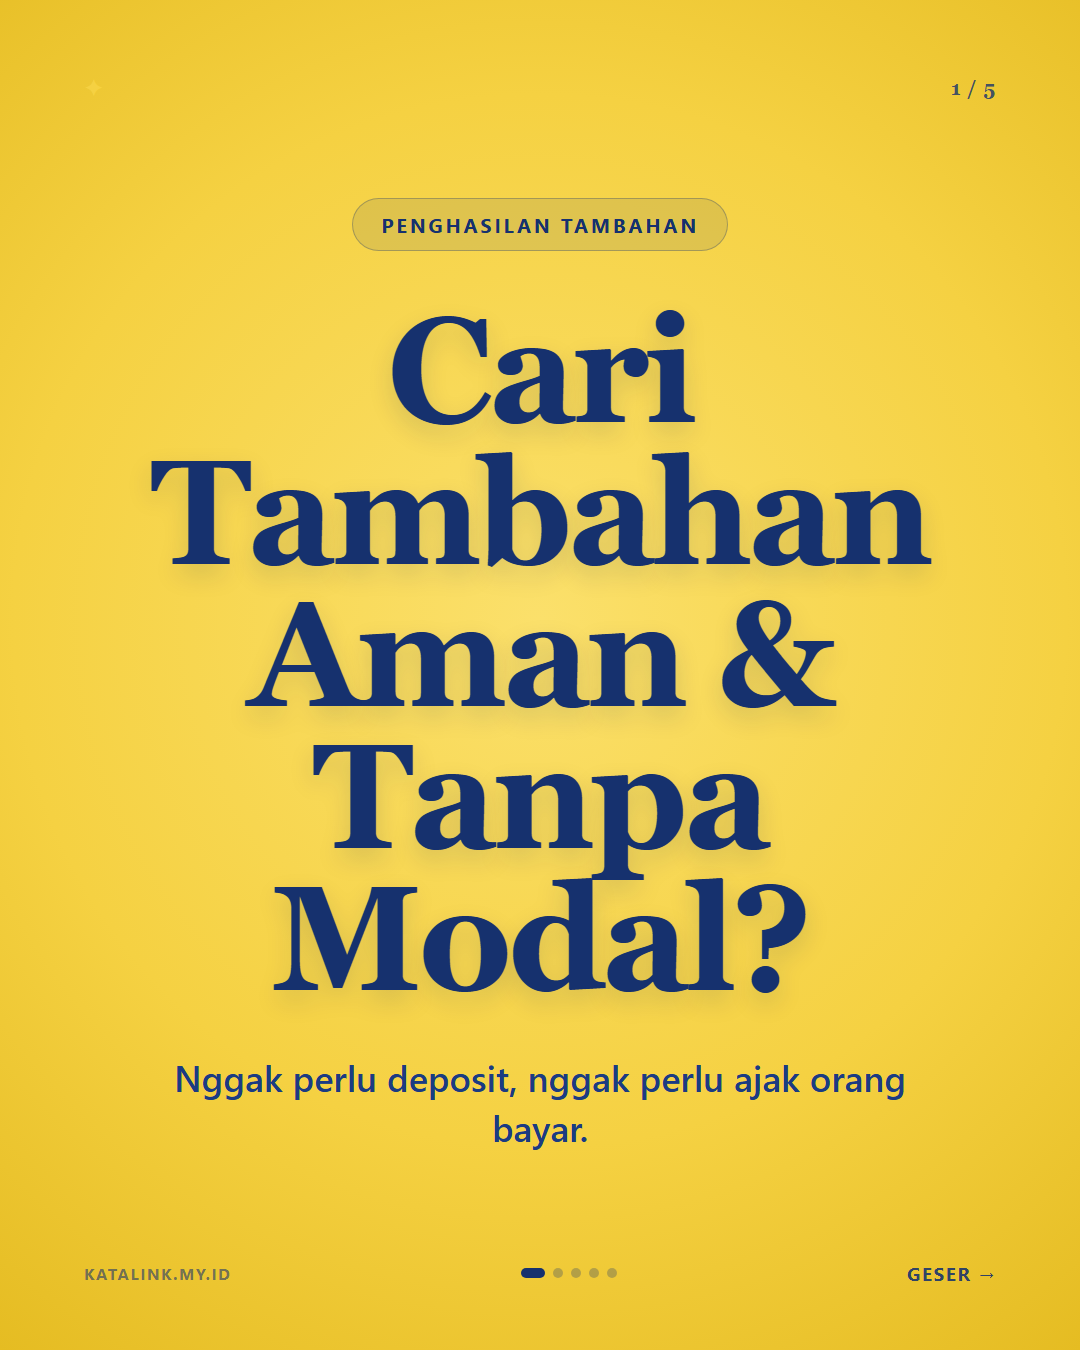 ✦
1 / 5
PENGHASILAN TAMBAHAN
Cari
Tambahan
Aman &
Tanpa
Modal?
Nggak perlu deposit, nggak perlu ajak orang
bayar.
KATALINK.MY.ID
GESER →